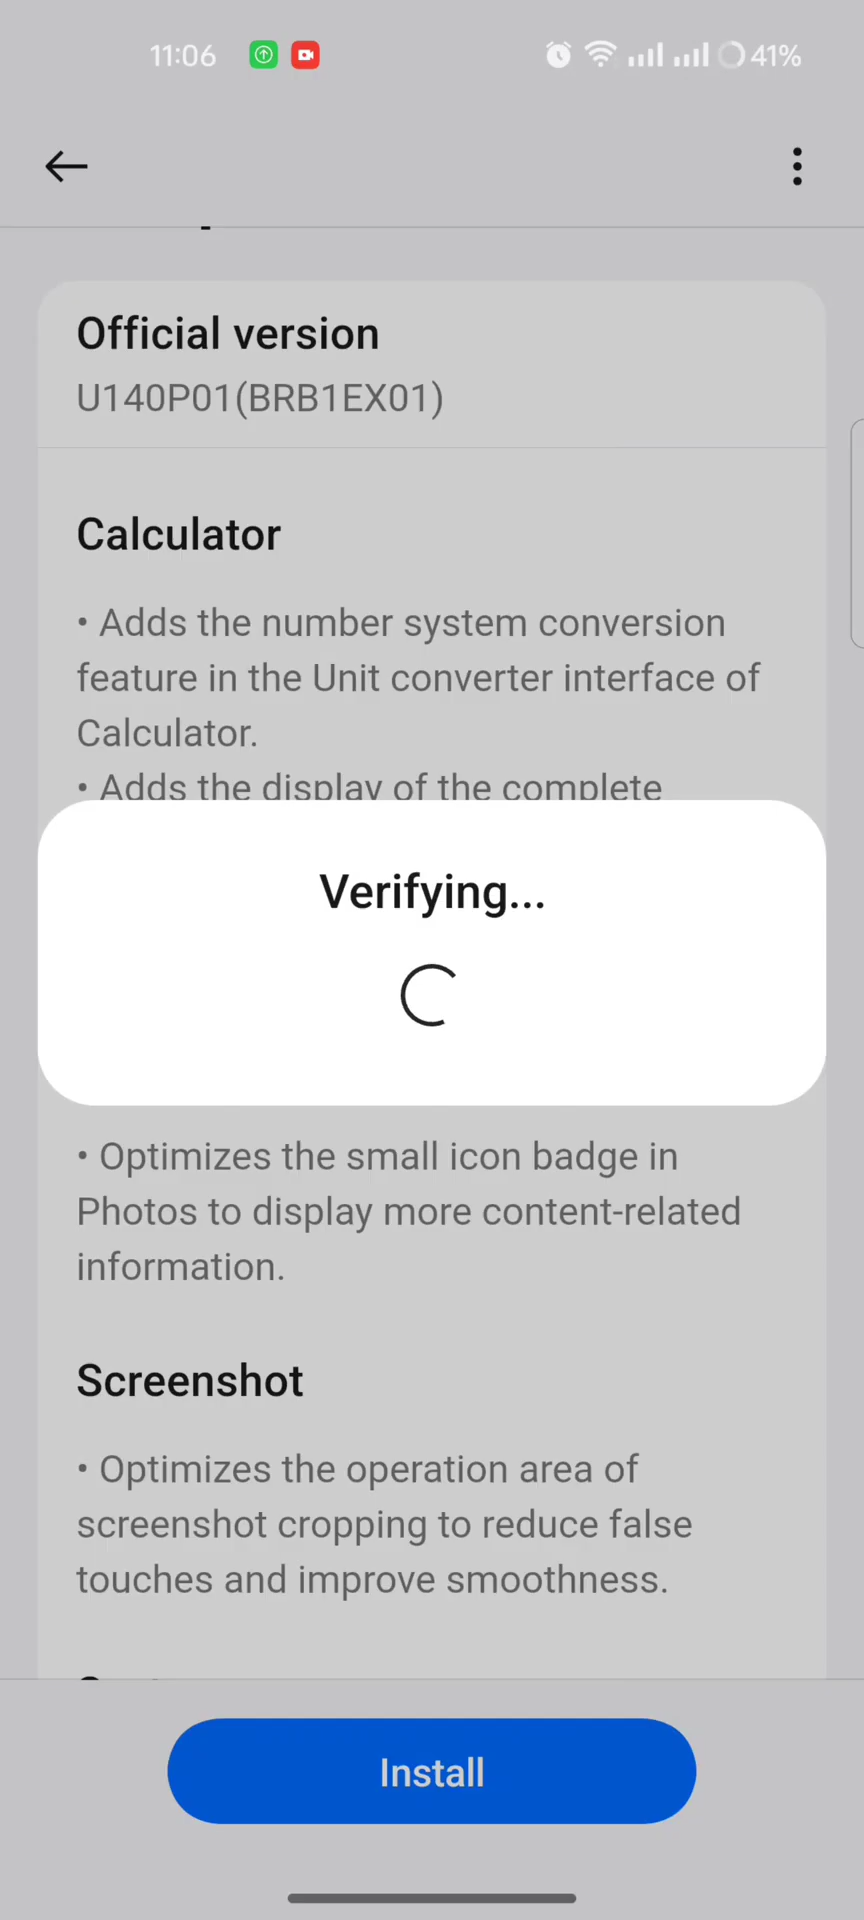 11:06
41%
Official version
U140P01(BRB1EX01)
Calculator
• Adds the number system conversion
feature in the Unit converter interface of
Calculator.
• Adds the display of the complete
Verifying...
• Optimizes the small icon badge in
Photos to display more content-related
information.
Screenshot
• Optimizes the operation area of
screenshot cropping to reduce false
touches and improve smoothness.
Install